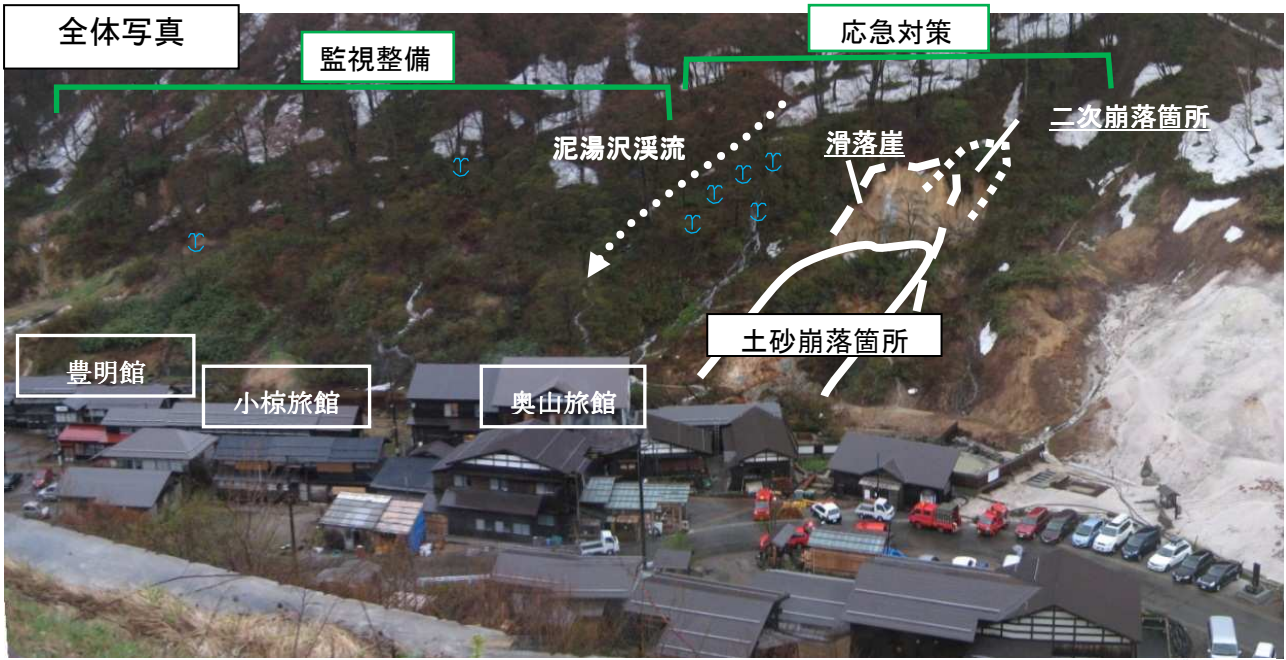 全体写真
監視整備
応急対策
二次崩落箇所
滑落崖
泥湯沢渓流
土砂崩落箇所
豊明館
小椋旅館
奥山旅館